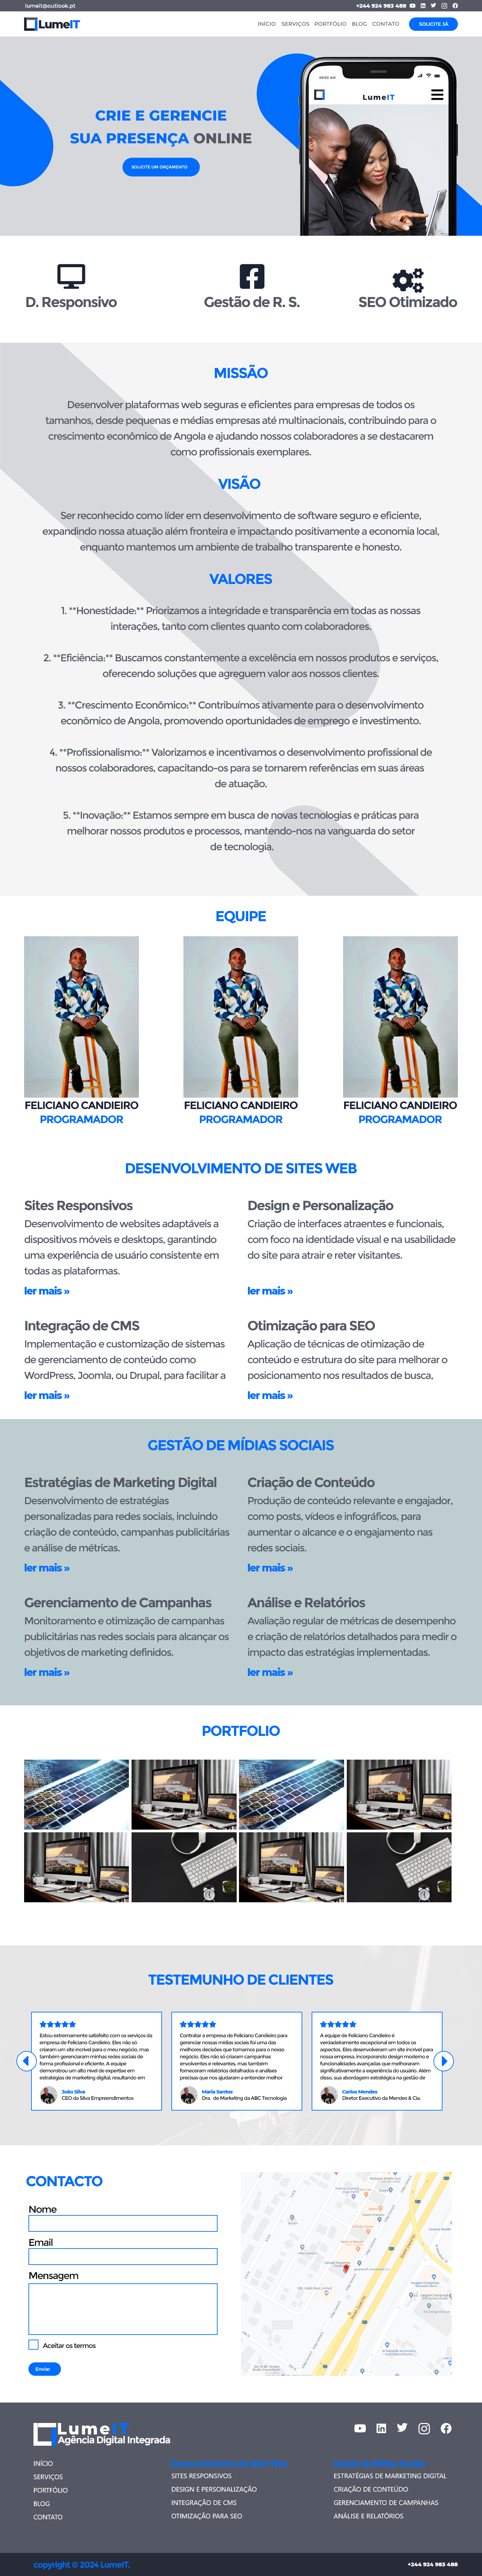 lumeit@outlook.pt
+244 924 983 488
LumeIT
INÍCIO SERVIÇOS PORTFÓLIO BLOG CONTATO
SOLICITE JÁ
CRIE E GERENCIE
SUA PRESENÇA ONLINE
SOLICITE UM ORÇAMENTO
LumeIT
D. Responsivo
Gestão de R. S.
SEO Otimizado
MISSÃO
Desenvolver plataformas web seguras e eficientes para empresas de todos os
tamanhos, desde pequenas e médias empresas até multinacionais, contribuindo para o
crescimento econômico de Angola e ajudando nossos colaboradores a se destacarem
como profissionais exemplares.
VISÃO
Ser reconhecido como líder em desenvolvimento de software seguro e eficiente,
expandindo nossa atuação além fronteira e impactando positivamente a economia local,
enquanto mantemos um ambiente de trabalho transparente e honesto.
VALORES
1. **Honestidade:** Priorizamos a integridade e transparência em todas as nossas
interações, tanto com clientes quanto com colaboradores.
2. **Eficiência:** Buscamos constantemente a excelência em nossos produtos e serviços,
oferecendo soluções que agreguem valor aos nossos clientes.
3. **Crescimento Econômico:** Contribuímos ativamente para o desenvolvimento
econômico de Angola, promovendo oportunidades de emprego e investimento.
4. **Profissionalismo:** Valorizamos e incentivamos o desenvolvimento profissional de
nossos colaboradores, capacitando-os para se tornarem referências em suas áreas
de atuação.
5. **Inovação:** Estamos sempre em busca de novas tecnologias e práticas para
melhorar nossos produtos e processos, mantendo-nos na vanguarda do setor
de tecnologia.
EQUIPE
FELICIANO CANDIEIRO
PROGRAMADOR
FELICIANO CANDIEIRO
PROGRAMADOR
FELICIANO CANDIEIRO
PROGRAMADOR
DESENVOLVIMENTO DE SITES WEB
Sites Responsivos
Desenvolvimento de websites adaptáveis a
dispositivos móveis e desktops, garantindo
uma experiência de usuário consistente em
todas as plataformas.
ler mais »
Design e Personalização
Criação de interfaces atraentes e funcionais,
com foco na identidade visual e na usabilidade
do site para atrair e reter visitantes.
ler mais »
Integração de CMS
Implementação e customização de sistemas
de gerenciamento de conteúdo como
WordPress, Joomla, ou Drupal, para facilitar a
ler mais »
Otimização para SEO
Aplicação de técnicas de otimização de
conteúdo e estrutura do site para melhorar o
posicionamento nos resultados de busca,
ler mais »
GESTÃO DE MÍDIAS SOCIAIS
Estratégias de Marketing Digital
Desenvolvimento de estratégias
personalizadas para redes sociais, incluindo
criação de conteúdo, campanhas publicitárias
e análise de métricas.
ler mais »
Criação de Conteúdo
Produção de conteúdo relevante e engajador,
como posts, vídeos e infográficos, para
aumentar o alcance e o engajamento nas
redes sociais.
ler mais »
Gerenciamento de Campanhas
Monitoramento e otimização de campanhas
publicitárias nas redes sociais para alcançar os
objetivos de marketing definidos.
ler mais »
Análise e Relatórios
Avaliação regular de métricas de desempenho
e criação de relatórios detalhados para medir o
impacto das estratégias implementadas.
ler mais »
PORTFOLIO
TESTEMUNHO DE CLIENTES
Estou extremamente satisfeito com os serviços da
empresa de Feliciano Candieiro. Eles não só
criaram um site incrível para o meu negócio, mas
também gerenciaram minhas redes sociais de
forma profissional e eficiente. A equipe
demonstrou um alto nível de expertise em
estratégias de marketing digital, resultando em
João Silva
CEO da Silva Empreendimentos
Contratar a empresa de Feliciano Candieiro para
gerenciar nossas mídias sociais foi uma das
melhores decisões que tomamos para o nosso
negócio. Eles não só criaram campanhas
envolventes e relevantes, mas também
forneceram relatórios detalhados e análises
precisas que nos ajudaram a entender melhor
Maria Santos
Dra. de Marketing da ABC Tecnologia
A equipe de Feliciano Candieiro é
verdadeiramente excepcional em todos os
aspectos. Eles desenvolveram um site incrível para
nossa empresa, incorporando design moderno e
funcionalidades avançadas que melhoraram
significativamente a experiência do usuário. Além
disso, sua abordagem estratégica na gestão de
Carlos Mendes
Diretor Executivo da Mendes & Cia.
CONTACTO
Nome
Email
Mensagem
Aceitar os termos
Enviar
LumeIT
Agência Digital Integrada
INÍCIO
SERVIÇOS
PORTFÓLIO
BLOG
CONTATO
SITES RESPONSIVOS
DESIGN E PERSONALIZAÇÃO
INTEGRAÇÃO DE CMS
OTIMIZAÇÃO PARA SEO
ESTRATÉGIAS DE MARKETING DIGITAL
CRIAÇÃO DE CONTEÚDO
GERENCIAMENTO DE CAMPANHAS
ANÁLISE E RELATÓRIOS
copyright © 2024 LumeIT.
+244 924 983 488